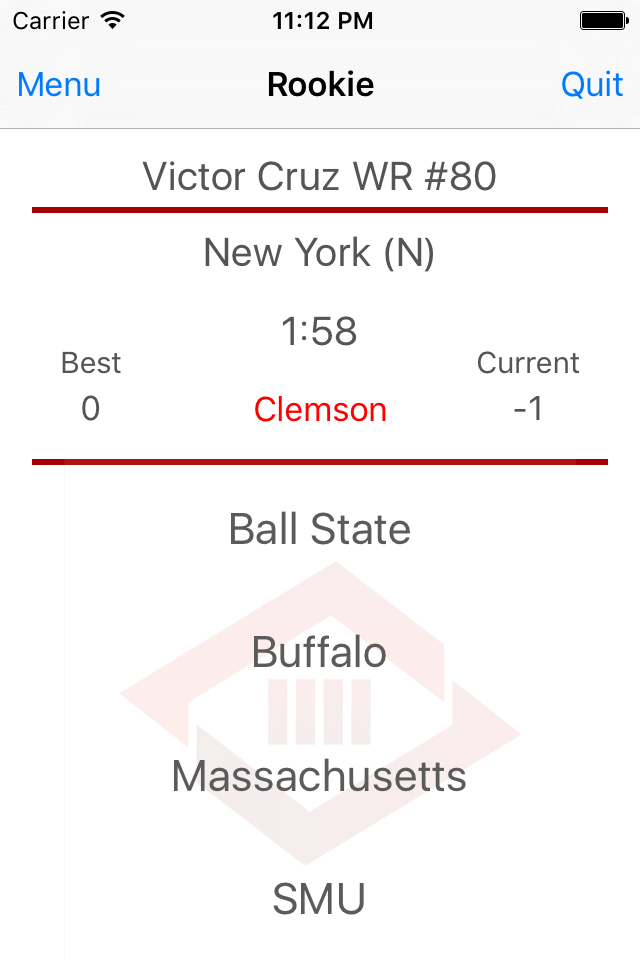 Carrier 11:12 PM
Menu Rookie Quit
Victor Cruz WR #80
New York (N)
1:58
Best Current
0 Clemson -1
Ball State
Buffalo
Massachusetts
SMU